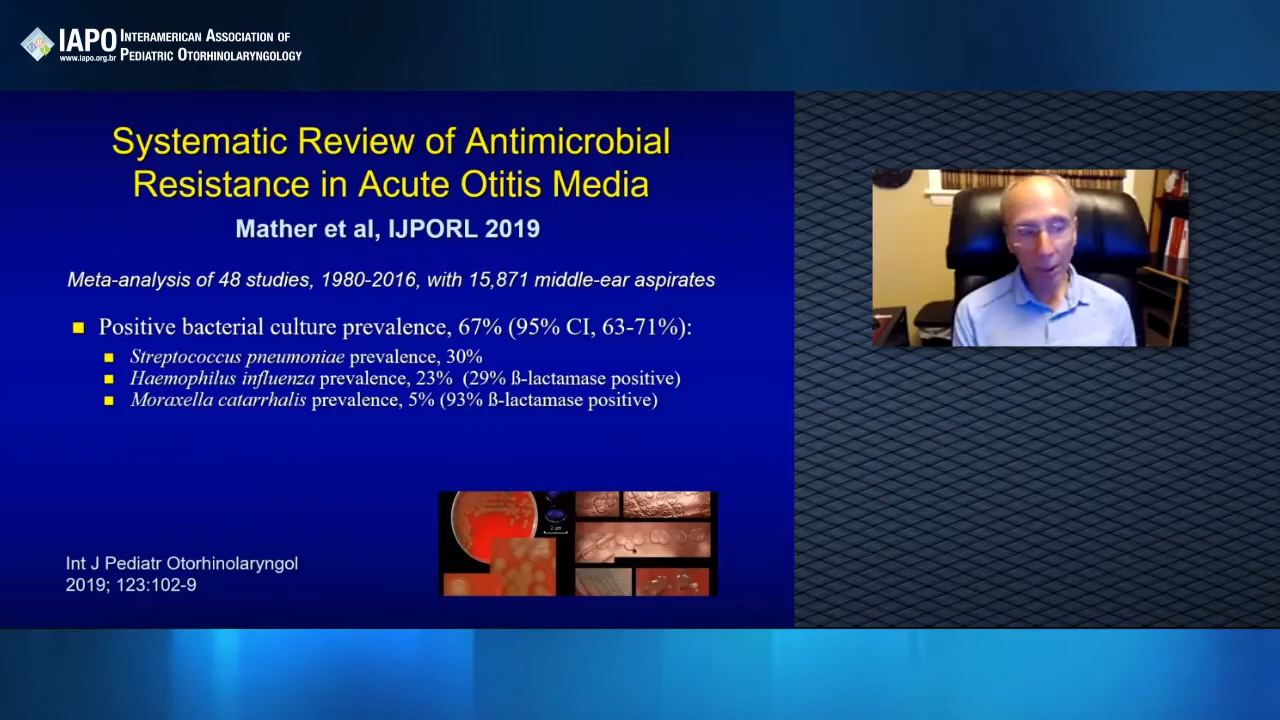 IAPO INTERAMERICAN ASSOCIATION OF
www.iapo.org.br PEDIATRIC OTORHINOLARYNGOLOGY
Systematic Review of Antimicrobial
Resistance in Acute Otitis Media
Mather et al, IJPORL 2019
Meta-analysis of 48 studies, 1980-2016, with 15,871 middle-ear aspirates
Positive bacterial culture prevalence, 67% (95% CI, 63-71%):
Streptococcus pneumoniae prevalence, 30%
Haemophilus influenza prevalence, 23% (29% ß-lactamase positive)
Moraxella catarrhalis prevalence, 5% (93% ß-lactamase positive)
Int J Pediatr Otorhinolaryngol
2019; 123:102-9